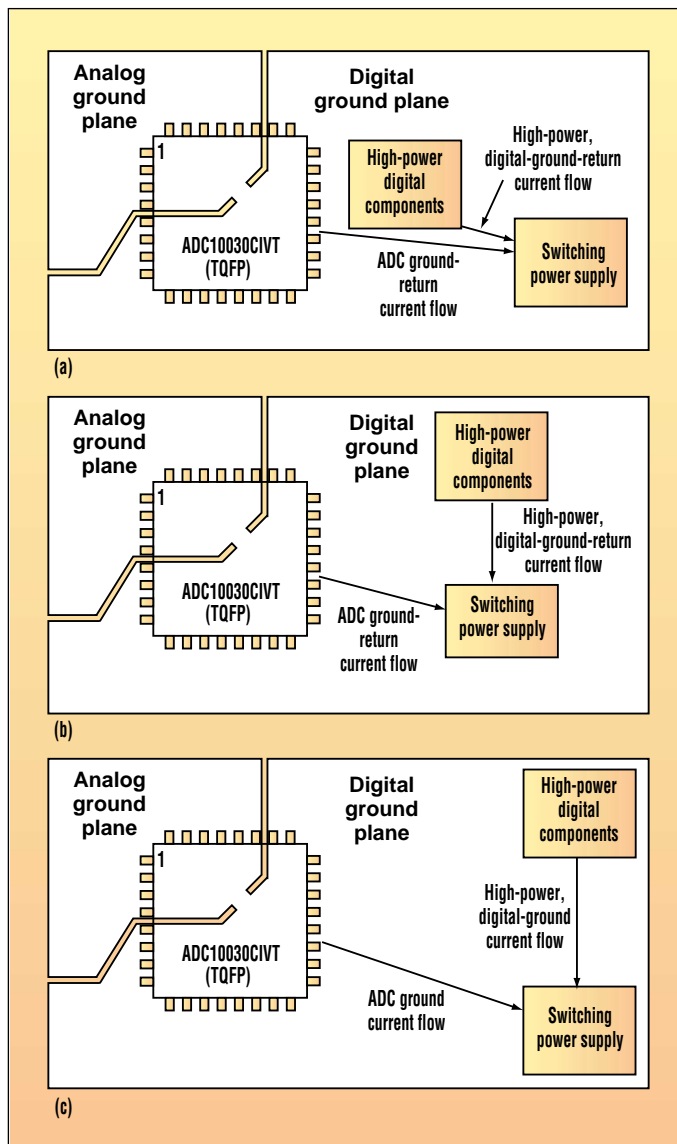 Analog
ground
plane
Digital
ground plane
1
High-power
digital
components
High-power,
digital-ground-return
current flow
Switching
power supply
ADC10030CIVT
(TQFP)
ADC ground-
return
current flow
(a)
Analog
ground
plane
Digital
ground
plane
1
High-power
digital
components
High-power,
digital-ground-return
current flow
ADC10030CIVT
(TQFP)
Switching
power supply
ADC ground-
return
current flow
(b)
Analog
ground
plane
Digital
ground
plane
1
High-power
digital
components
High-power,
digital-ground
current flow
ADC10030CIVT
(TQFP)
ADC ground
current flow
Switching
power supply
(c)